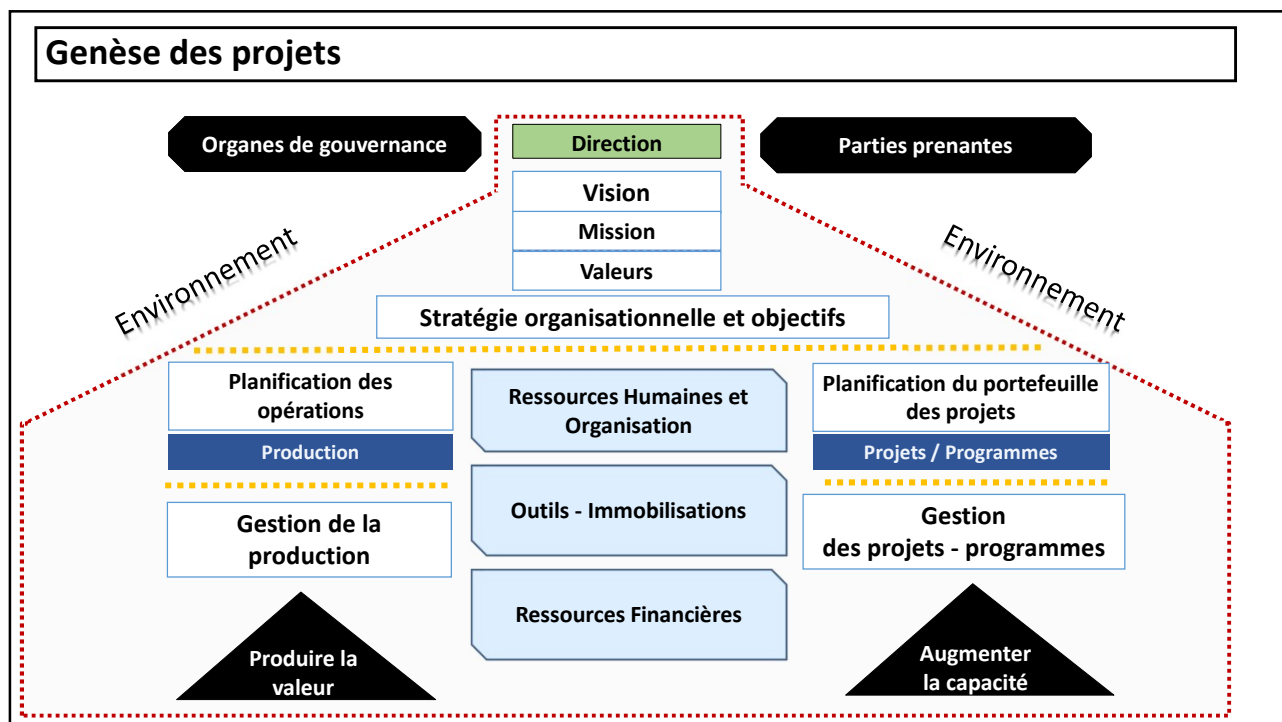 Genèse des projets
Organes de gouvernance
Direction
Parties prenantes
Vision
Mission
Valeurs
Environnement
Environnement
Stratégie organisationnelle et objectifs
Planification des
opérations
Production
Gestion de la
production
Produire la
valeur
Ressources Humaines et
Organisation
Outils - Immobilisations
Ressources Financières
Planification du portefeuille
des projets
Projets / Programmes
Gestion
des projets - programmes
Augmenter
la capacité